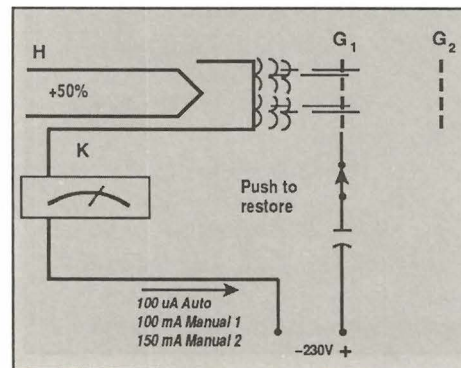 H
G1
G2
+50%
K
Push to
restore
100 uA Auto
100 mA Manual 1
150 mA Manual 2
–230V +